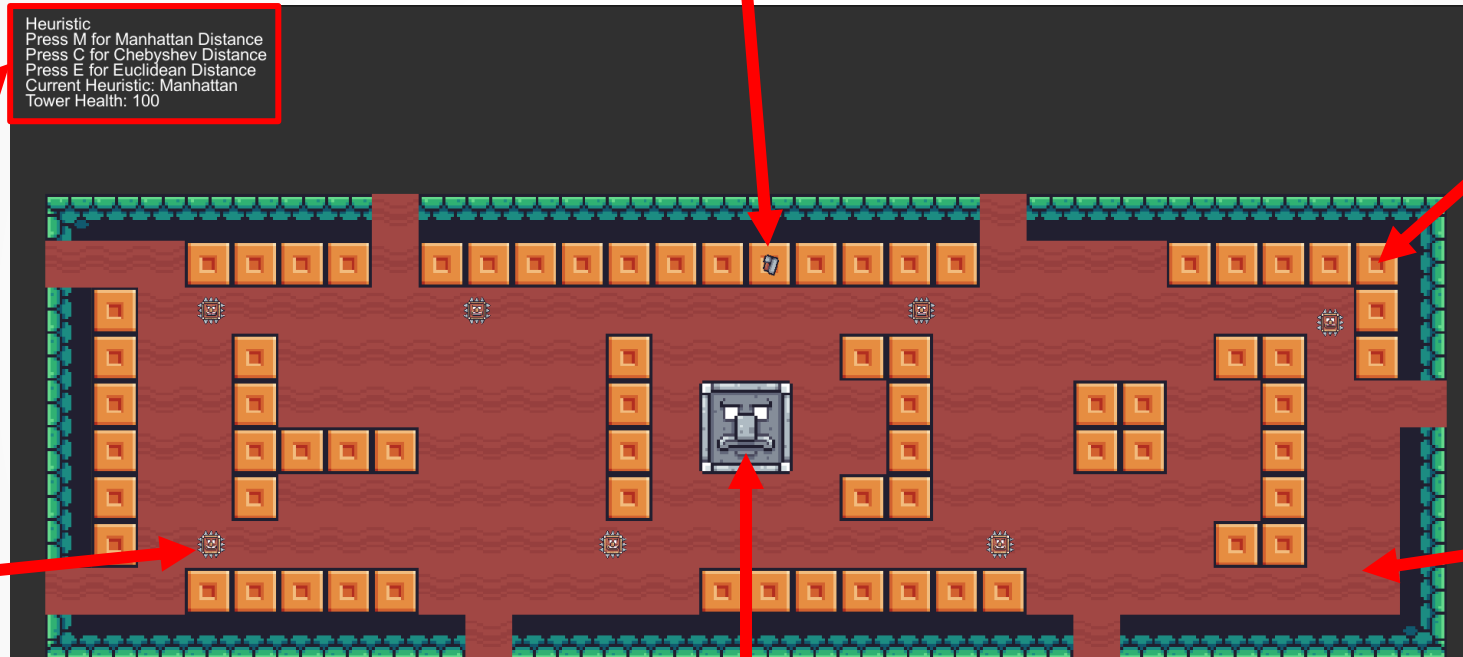 Heuristic
Press M for Manhattan Distance
Press C for Chebyshev Distance
Press E for Euclidean Distance
Current Heuristic: Manhattan
Tower Health: 100